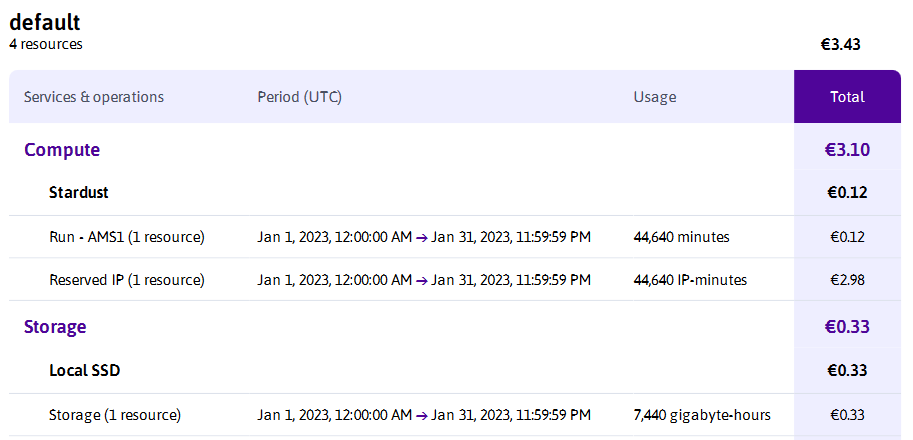 default
4 resources €3.43
Services & operations Period (UTC) Usage Total
Compute €3.10
Stardust €0.12
Run - AMS1 (1 resource) Jan 1, 2023, 12:00:00 AM → Jan 31, 2023, 11:59:59 PM 44,640 minutes €0.12
Reserved IP (1 resource) Jan 1, 2023, 12:00:00 AM → Jan 31, 2023, 11:59:59 PM 44,640 IP-minutes €2.98
Storage €0.33
Local SSD €0.33
Storage (1 resource) Jan 1, 2023, 12:00:00 AM → Jan 31, 2023, 11:59:59 PM 7,440 gigabyte-hours €0.33